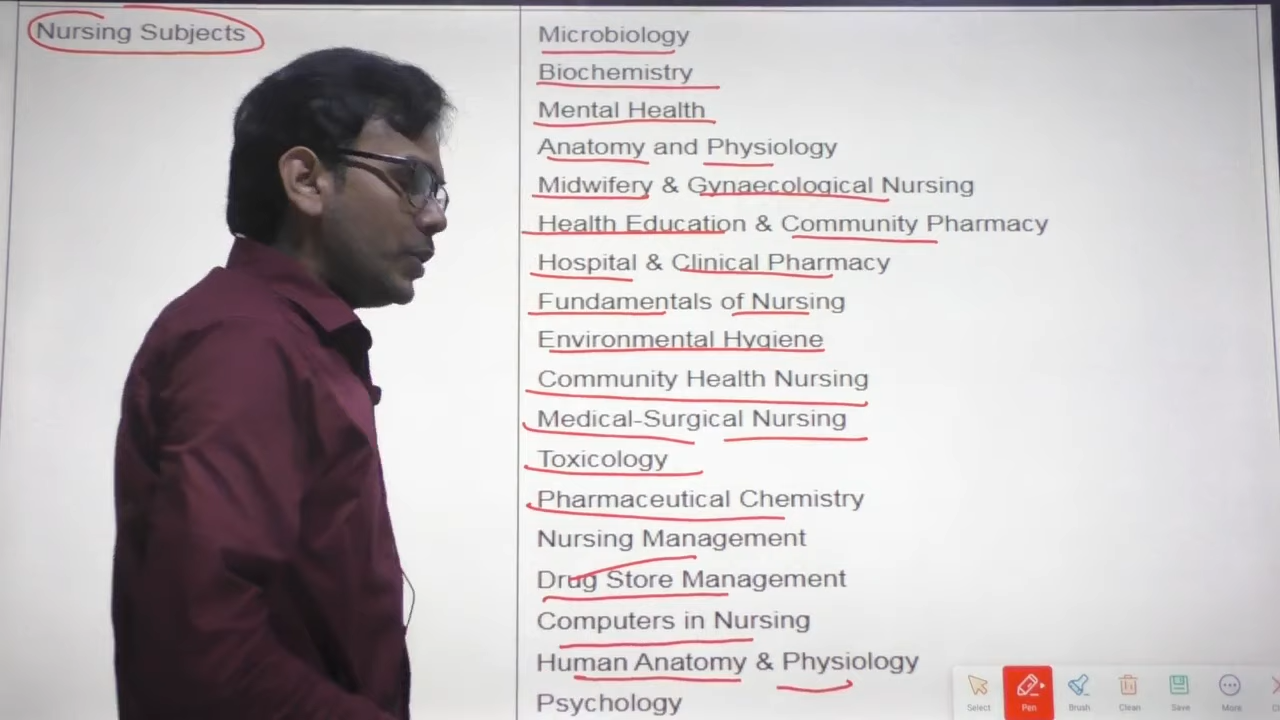 Nursing Subjects
Microbiology
Biochemistry
Mental Health
Anatomy and Physiology
Midwifery & Gynaecological Nursing
Health Education & Community Pharmacy
Hospital & Clinical Pharmacy
Fundamentals of Nursing
Environmental Hygiene
Community Health Nursing
Medical-Surgical Nursing
Toxicology
Pharmaceutical Chemistry
Nursing Management
Drug Store Management
Computers in Nursing
Human Anatomy & Physiology
Psychology
Select Pen Brush Clean Save More